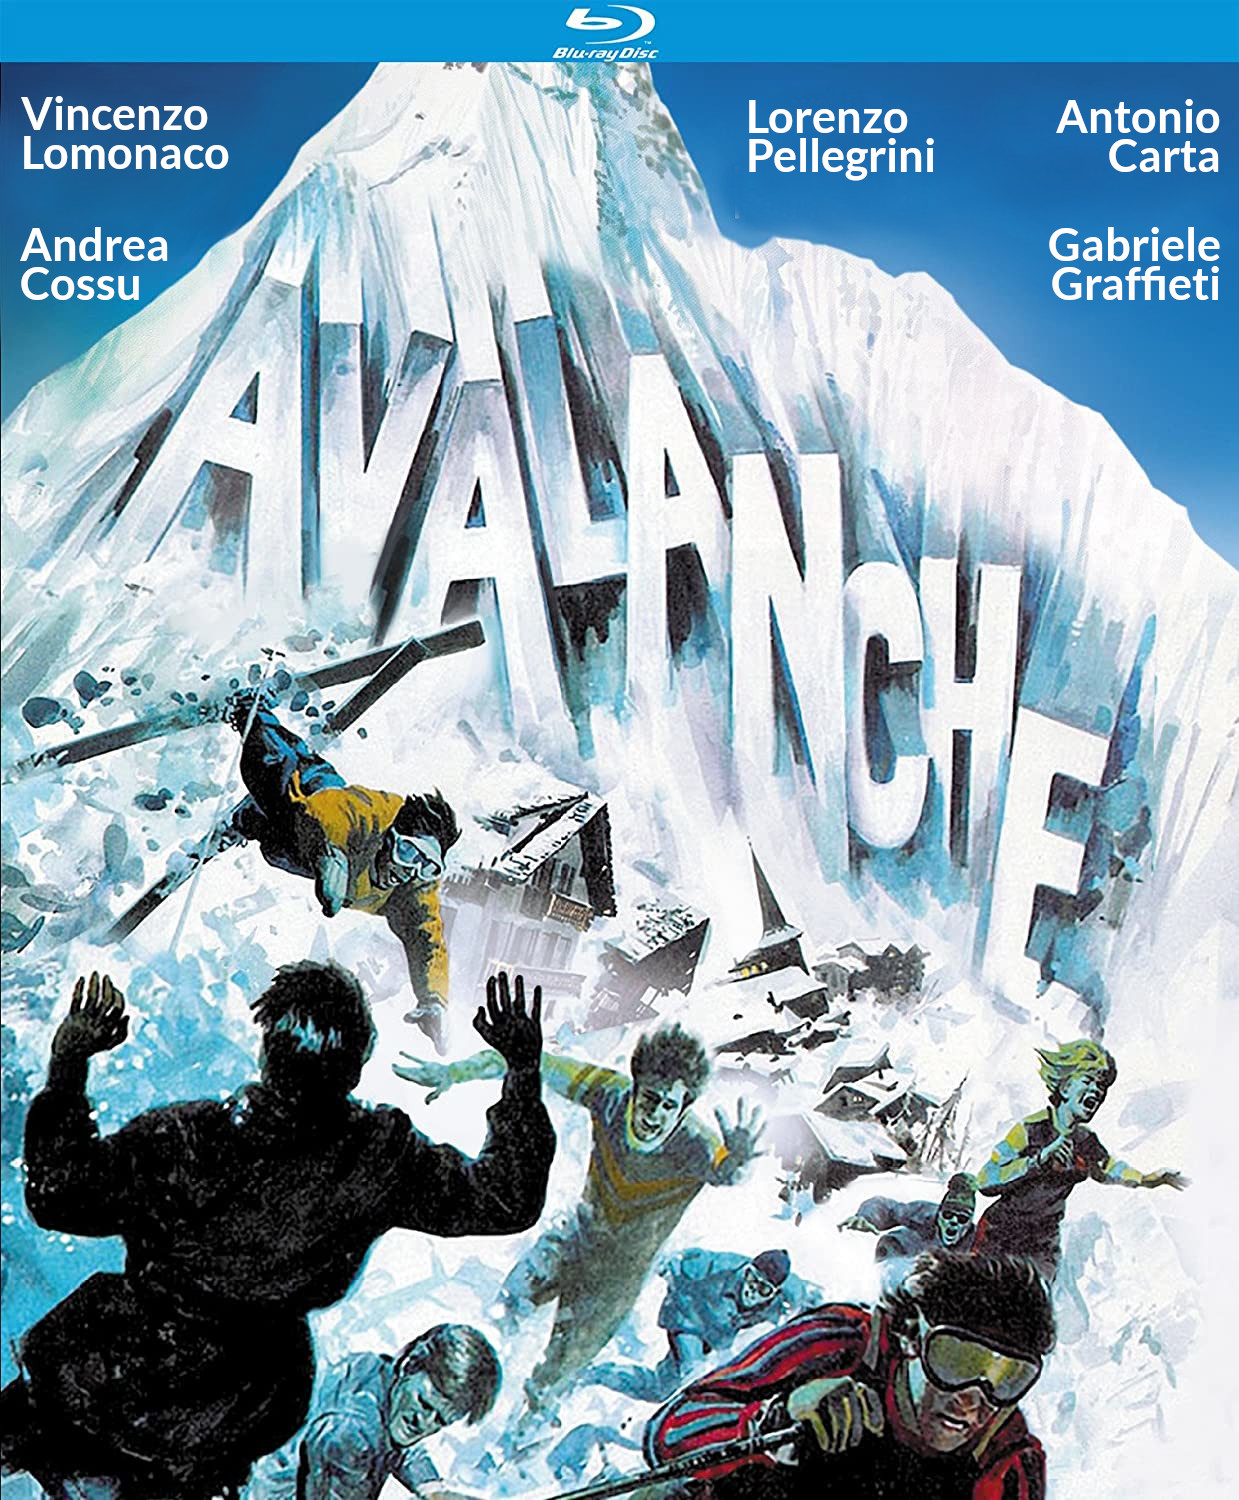 Blu-ray Disc
Vincenzo
Lomonaco
Lorenzo
Pellegrini
Antonio
Carta
Andrea
Cossu
Gabriele
Graffieti
AVALANCHE